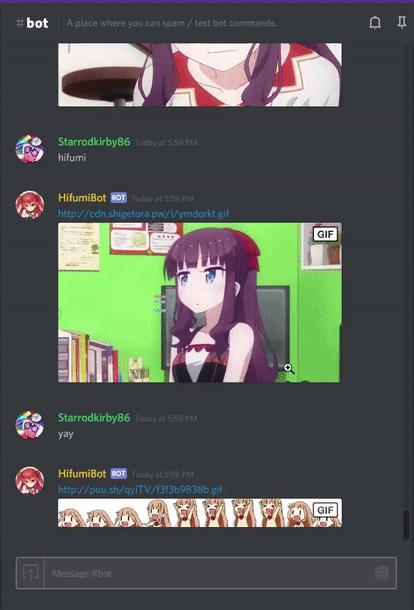 #bot A place where you can spam / test bot commands.
Starrodkirby86 Today at 5:59 PM
hifumi
HifumiBot BOT Today at 5:59 PM
http://cdn.shigetora.pw/i/ymdqrkt.gif
GIF
Starrodkirby86 Today at 5:59 PM
yay
HifumiBot BOT Today at 5:59 PM
http://puu.sh/qylTV/f3f3b9838b.gif
GIF
Message #bot